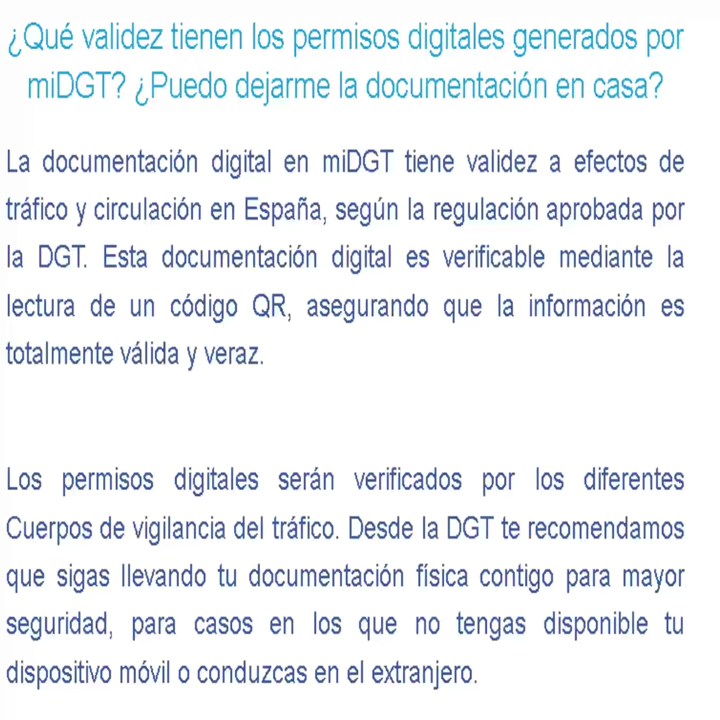 ¿Qué validez tienen los permisos digitales generados por
miDGT? ¿Puedo dejarme la documentación en casa?
La documentación digital en miDGT tiene validez a efectos de
tráfico y circulación en España, según la regulación aprobada por
la DGT. Esta documentación digital es verificable mediante la
lectura de un código QR, asegurando que la información es
totalmente válida y veraz.
Los permisos digitales serán verificados por los diferentes
Cuerpos de vigilancia del tráfico. Desde la DGT te recomendamos
que sigas llevando tu documentación física contigo para mayor
seguridad, para casos en los que no tengas disponible tu
dispositivo móvil o conduzcas en el extranjero.